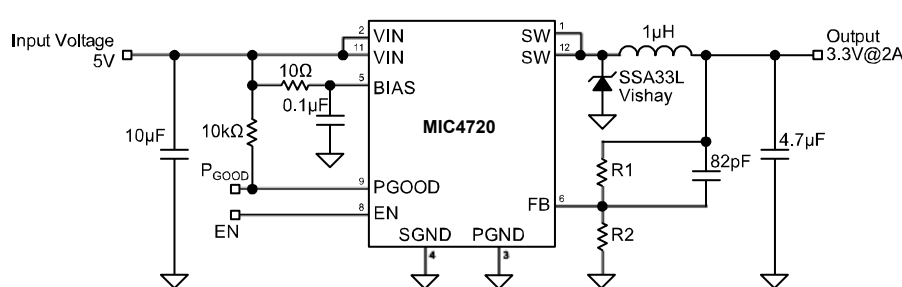 Input Voltage
5V
10µF
10kΩ
10Ω
0.1µF
PGOOD
EN
2
11
5
9
8
VIN
VIN
BIAS
PGOOD
EN
MIC4720
SGND
PGND
4
3
SW
SW
FB
1
12
6
1µH
SSA33L
Vishay
R1
R2
82pF
4.7µF
Output
3.3V@2A